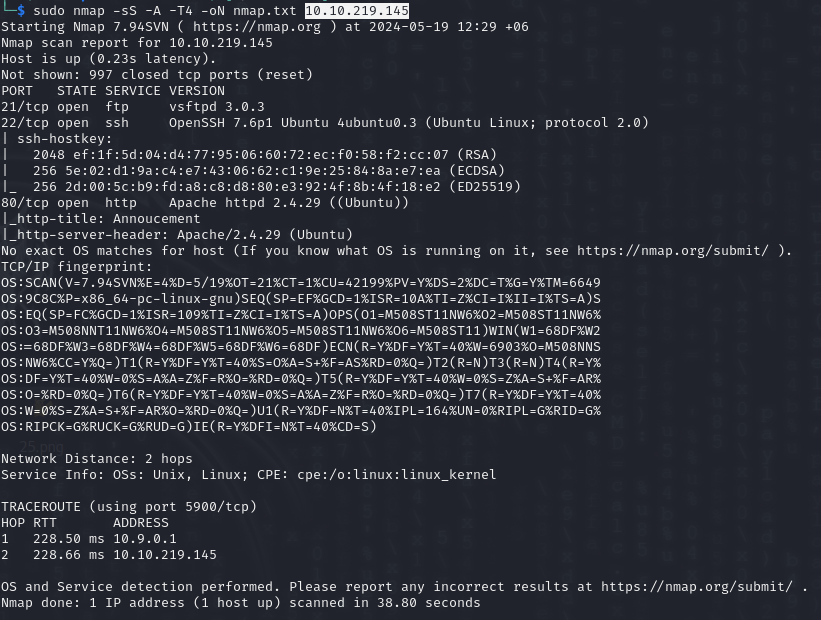 └─$ sudo nmap -sS -A -T4 -oN nmap.txt 10.10.219.145
Starting Nmap 7.94SVN ( https://nmap.org ) at 2024-05-19 12:29 +06
Nmap scan report for 10.10.219.145
Host is up (0.23s latency).
Not shown: 997 closed tcp ports (reset)
PORT   STATE SERVICE VERSION
21/tcp open  ftp     vsftpd 3.0.3
22/tcp open  ssh     OpenSSH 7.6p1 Ubuntu 4ubuntu0.3 (Ubuntu Linux; protocol 2.0)
| ssh-hostkey:
|   2048 ef:1f:5d:04:d4:77:95:06:60:72:ec:f0:58:f2:cc:07 (RSA)
|   256 5e:02:d1:9a:c4:e7:43:06:62:c1:9e:25:84:8a:e7:ea (ECDSA)
|_  256 2d:00:5c:b9:fd:a8:c8:d8:80:e3:92:4f:8b:4f:18:e2 (ED25519)
80/tcp open  http    Apache httpd 2.4.29 ((Ubuntu))
|_http-title: Annoucement
|_http-server-header: Apache/2.4.29 (Ubuntu)
No exact OS matches for host (If you know what OS is running on it, see https://nmap.org/submit/ ).
TCP/IP fingerprint:
OS:SCAN(V=7.94SVN%E=4%D=5/19%OT=21%CT=1%CU=42199%PV=Y%DS=2%DC=T%G=Y%TM=6649
OS:9C8C%P=x86_64-pc-linux-gnu)SEQ(SP=EF%GCD=1%ISR=10A%TI=Z%CI=I%II=I%TS=A)S
OS:EQ(SP=FC%GCD=1%ISR=109%TI=Z%CI=I%TS=A)OPS(O1=M508ST11NW6%O2=M508ST11NW6%
OS:O3=M508NNT11NW6%O4=M508ST11NW6%O5=M508ST11NW6%O6=M508ST11)WIN(W1=68DF%W2
OS:=68DF%W3=68DF%W4=68DF%W5=68DF%W6=68DF)ECN(R=Y%DF=Y%T=40%W=6903%O=M508NNS
OS:NW6%CC=Y%Q=)T1(R=Y%DF=Y%T=40%S=O%A=S+%F=AS%RD=0%Q=)T2(R=N)T3(R=N)T4(R=Y%
OS:DF=Y%T=40%W=0%S=A%A=Z%F=R%O=%RD=0%Q=)T5(R=Y%DF=Y%T=40%W=0%S=Z%A=S+%F=AR%
OS:O=%RD=0%Q=)T6(R=Y%DF=Y%T=40%W=0%S=A%A=Z%F=R%O=%RD=0%Q=)T7(R=Y%DF=Y%T=40%
OS:W=0%S=Z%A=S+%F=AR%O=%RD=0%Q=)U1(R=Y%DF=N%T=40%IPL=164%UN=0%RIPL=G%RID=G%
OS:RIPCK=G%RUCK=G%RUD=G)IE(R=Y%DFI=N%T=40%CD=S)
Network Distance: 2 hops
Service Info: OSs: Unix, Linux; CPE: cpe:/o:linux:linux_kernel
TRACEROUTE (using port 5900/tcp)
HOP RTT       ADDRESS
1   228.50 ms 10.9.0.1
2   228.66 ms 10.10.219.145
OS and Service detection performed. Please report any incorrect results at https://nmap.org/submit/ .
Nmap done: 1 IP address (1 host up) scanned in 38.80 seconds